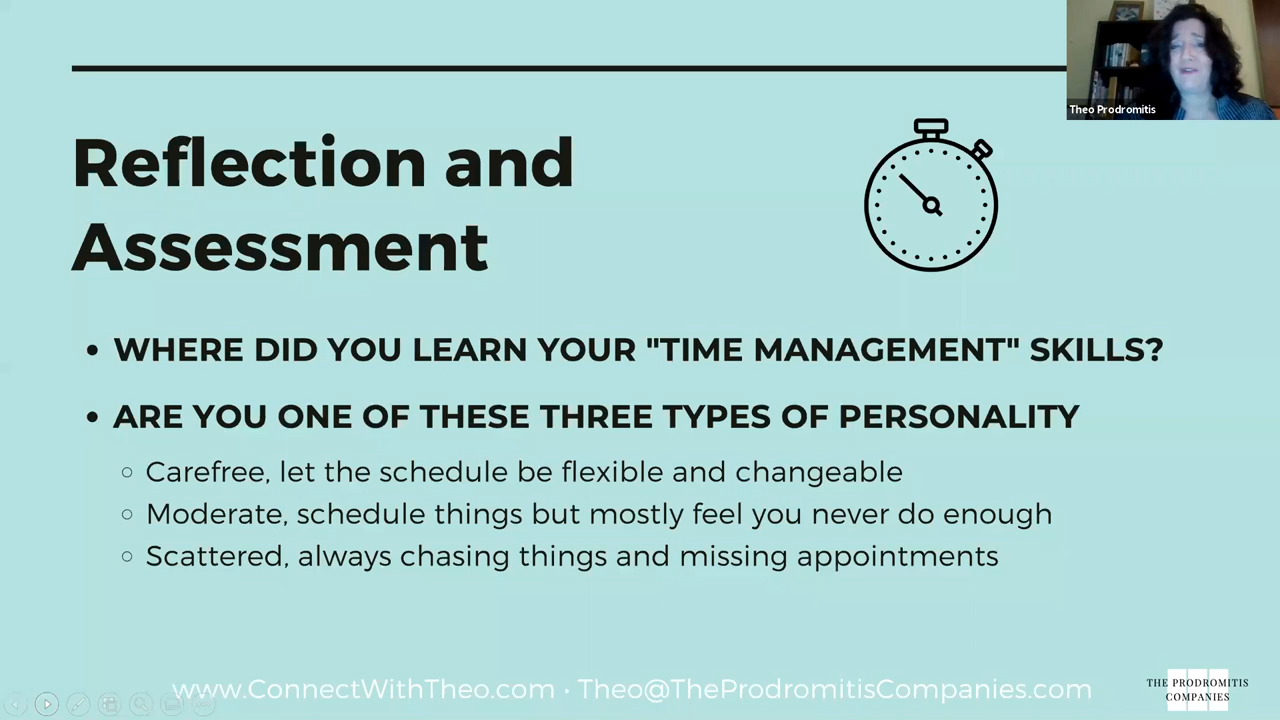 Theo Prodromitis
Reflection and
Assessment
• WHERE DID YOU LEARN YOUR "TIME MANAGEMENT" SKILLS?
• ARE YOU ONE OF THESE THREE TYPES OF PERSONALITY
○ Carefree, let the schedule be flexible and changeable
○ Moderate, schedule things but mostly feel you never do enough
○ Scattered, always chasing things and missing appointments
www.ConnectWithTheo.com · Theo@TheProdromitisCompanies.com
THE PRODROMITIS
COMPANIES